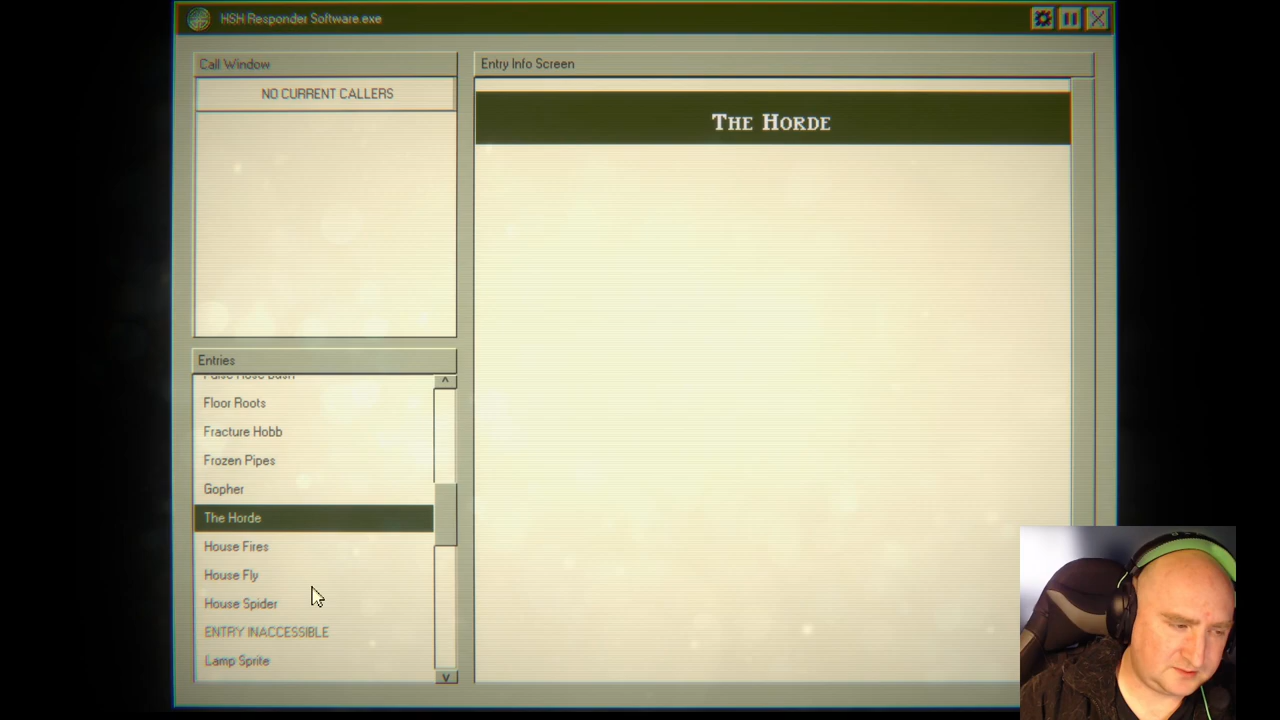 HSH Responder Software.exe
Call Window
NO CURRENT CALLERS
Entry Info Screen
The Horde
Entries
Floor Roots
Fracture Hobb
Frozen Pipes
Gopher
The Horde
House Fires
House Fly
House Spider
ENTRY INACCESSIBLE
Lamp Sprite